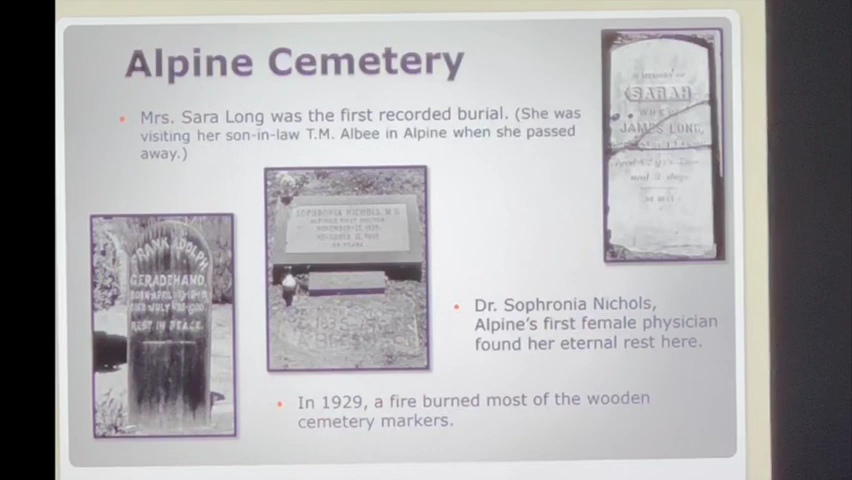 Alpine Cemetery
Mrs. Sara Long was the first recorded burial. (She was
visiting her son-in-law T.M. Albee in Alpine when she passed
away.)
SARAH
JAMES LONG,
FRANK ADOLPH
GERADEHAND
REST IN PEACE.
SOPHRONIA NICHOLS, M.D.
Dr. Sophronia Nichols,
Alpine's first female physician
found her eternal rest here.
In 1929, a fire burned most of the wooden
cemetery markers.